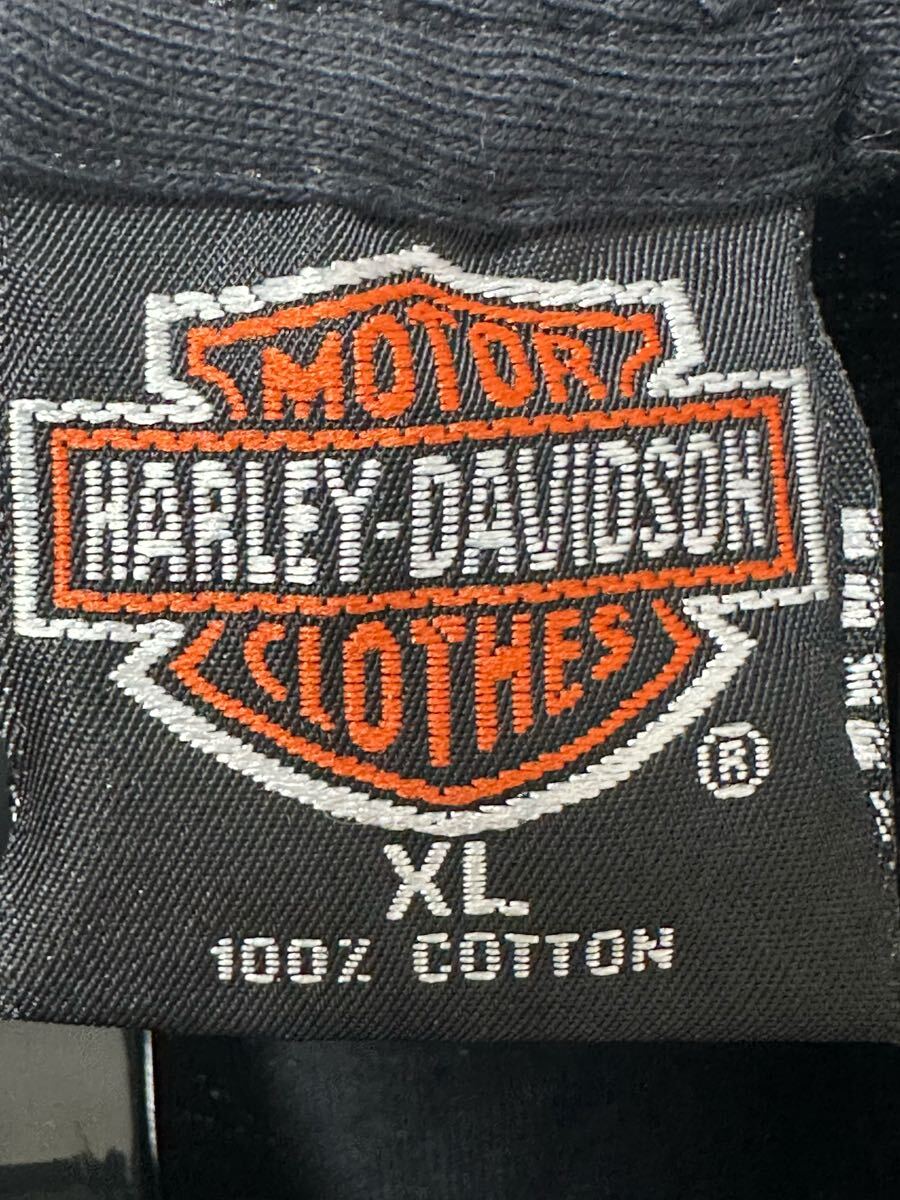 MOTOR
HARLEY-DAVIDSON
CLOTHES
®
XL
100% COTTON